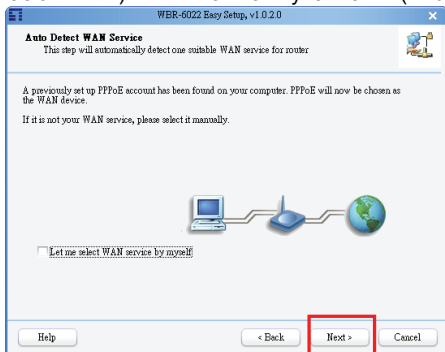 WBR-6022 Easy Setup, v1.0.2.0
Auto Detect WAN Service
This step will automatically detect one suitable WAN service for router
A previously set up PPPoE account has been found on your computer. PPPoE will now be chosen as
the WAN device.
If it is not your WAN service, please select it manually.
Let me select WAN service by myself
Help
< Back
Next >
Cancel